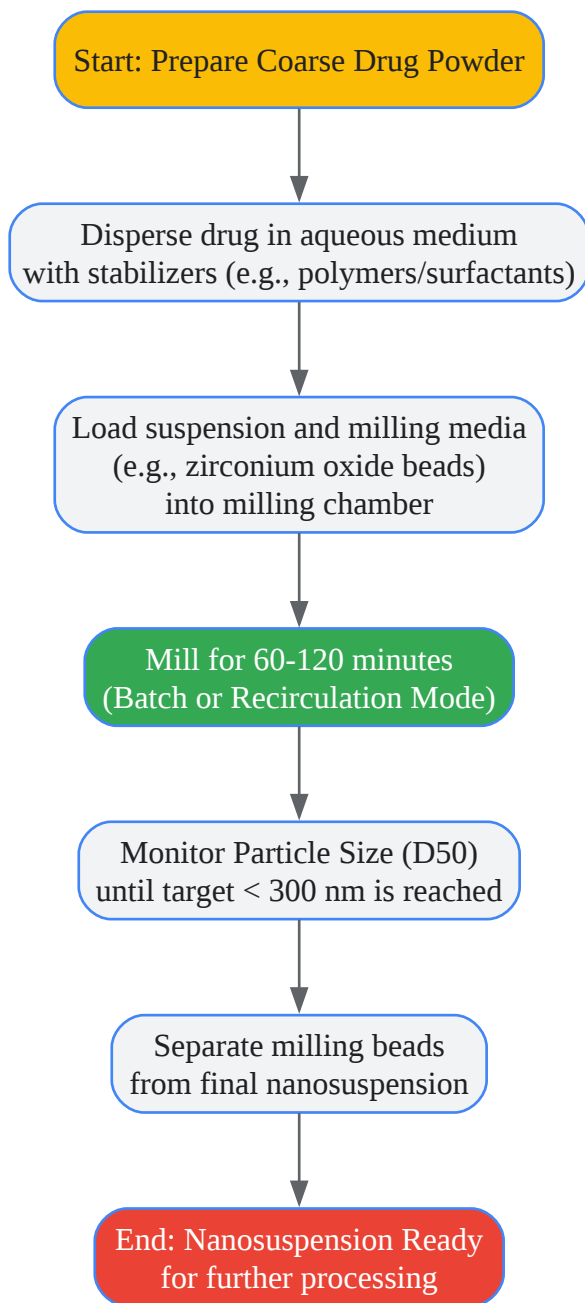 Start: Prepare Coarse Drug Powder
Disperse drug in aqueous medium
with stabilizers (e.g., polymers/surfactants)
Load suspension and milling media
(e.g., zirconium oxide beads)
into milling chamber
Mill for 60-120 minutes
(Batch or Recirculation Mode)
Monitor Particle Size (D50)
until target < 300 nm is reached
Separate milling beads
from final nanosuspension
End: Nanosuspension Ready
for further processing